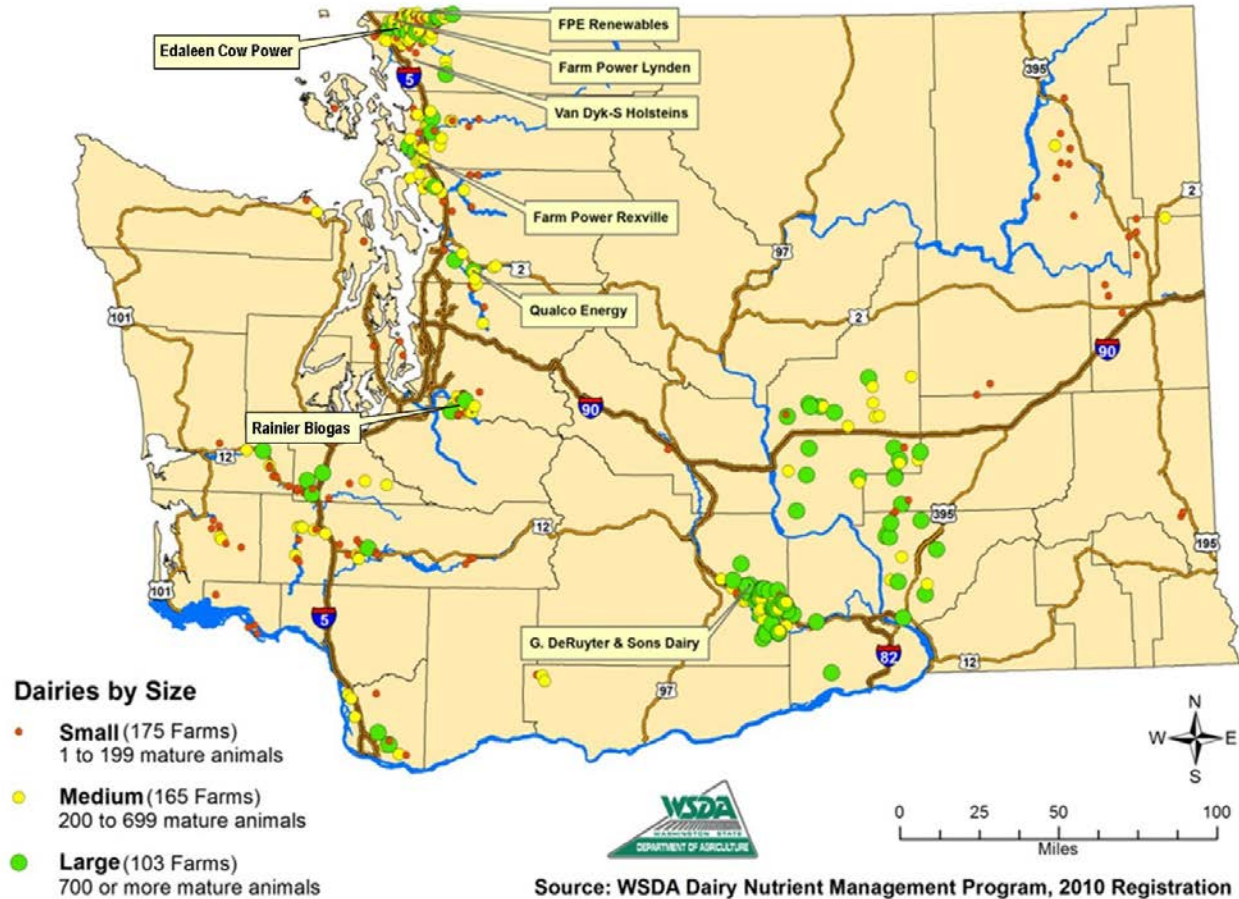 FPE Renewables
Edaleen Cow Power
Farm Power Lynden
5
395
Van Dyk-S Holsteins
2
Farm Power Rexville
97
2
Qualco Energy
101
2
90
90
Rainier Biogas
12
395
12
195
101
5
G. DeRuyter & Sons Dairy
82
12
97
Dairies by Size
Small (175 Farms)
1 to 199 mature animals
Medium (165 Farms)
200 to 699 mature animals
Large (103 Farms)
700 or more mature animals
N
W E
S
WSDA
WASHINGTON STATE
DEPARTMENT OF AGRICULTURE
0 25 50 100
Miles
Source: WSDA Dairy Nutrient Management Program, 2010 Registration